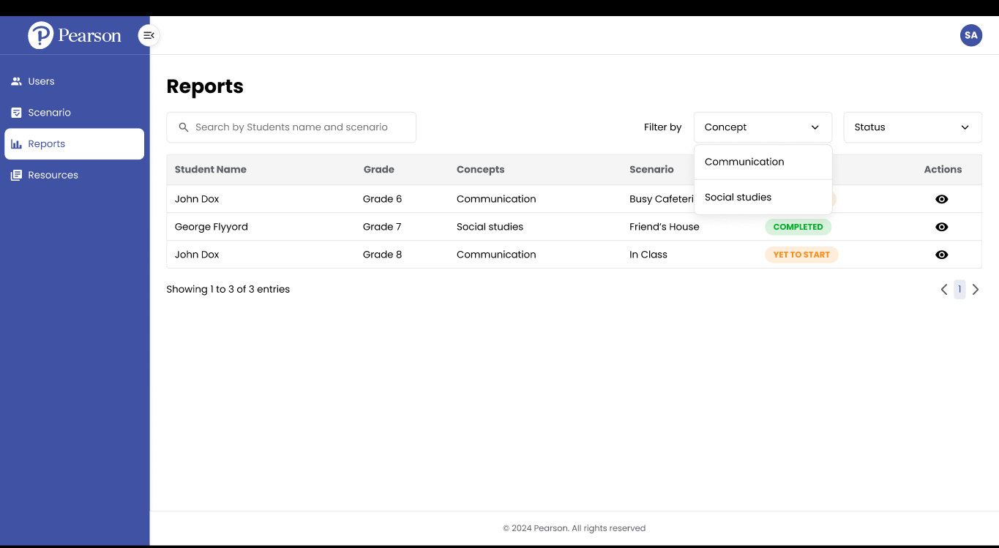 Pearson
SA
Users
Scenario
Reports
Resources
Reports
Search by Students name and scenario
Filter by
Concept
Status
Communication
Social studies
Student Name Grade Concepts Scenario Actions
John Dox Grade 6 Communication Busy Cafeteri
George Flyyord Grade 7 Social studies Friend’s House COMPLETED
John Dox Grade 8 Communication In Class YET TO START
Showing 1 to 3 of 3 entries
1
© 2024 Pearson. All rights reserved